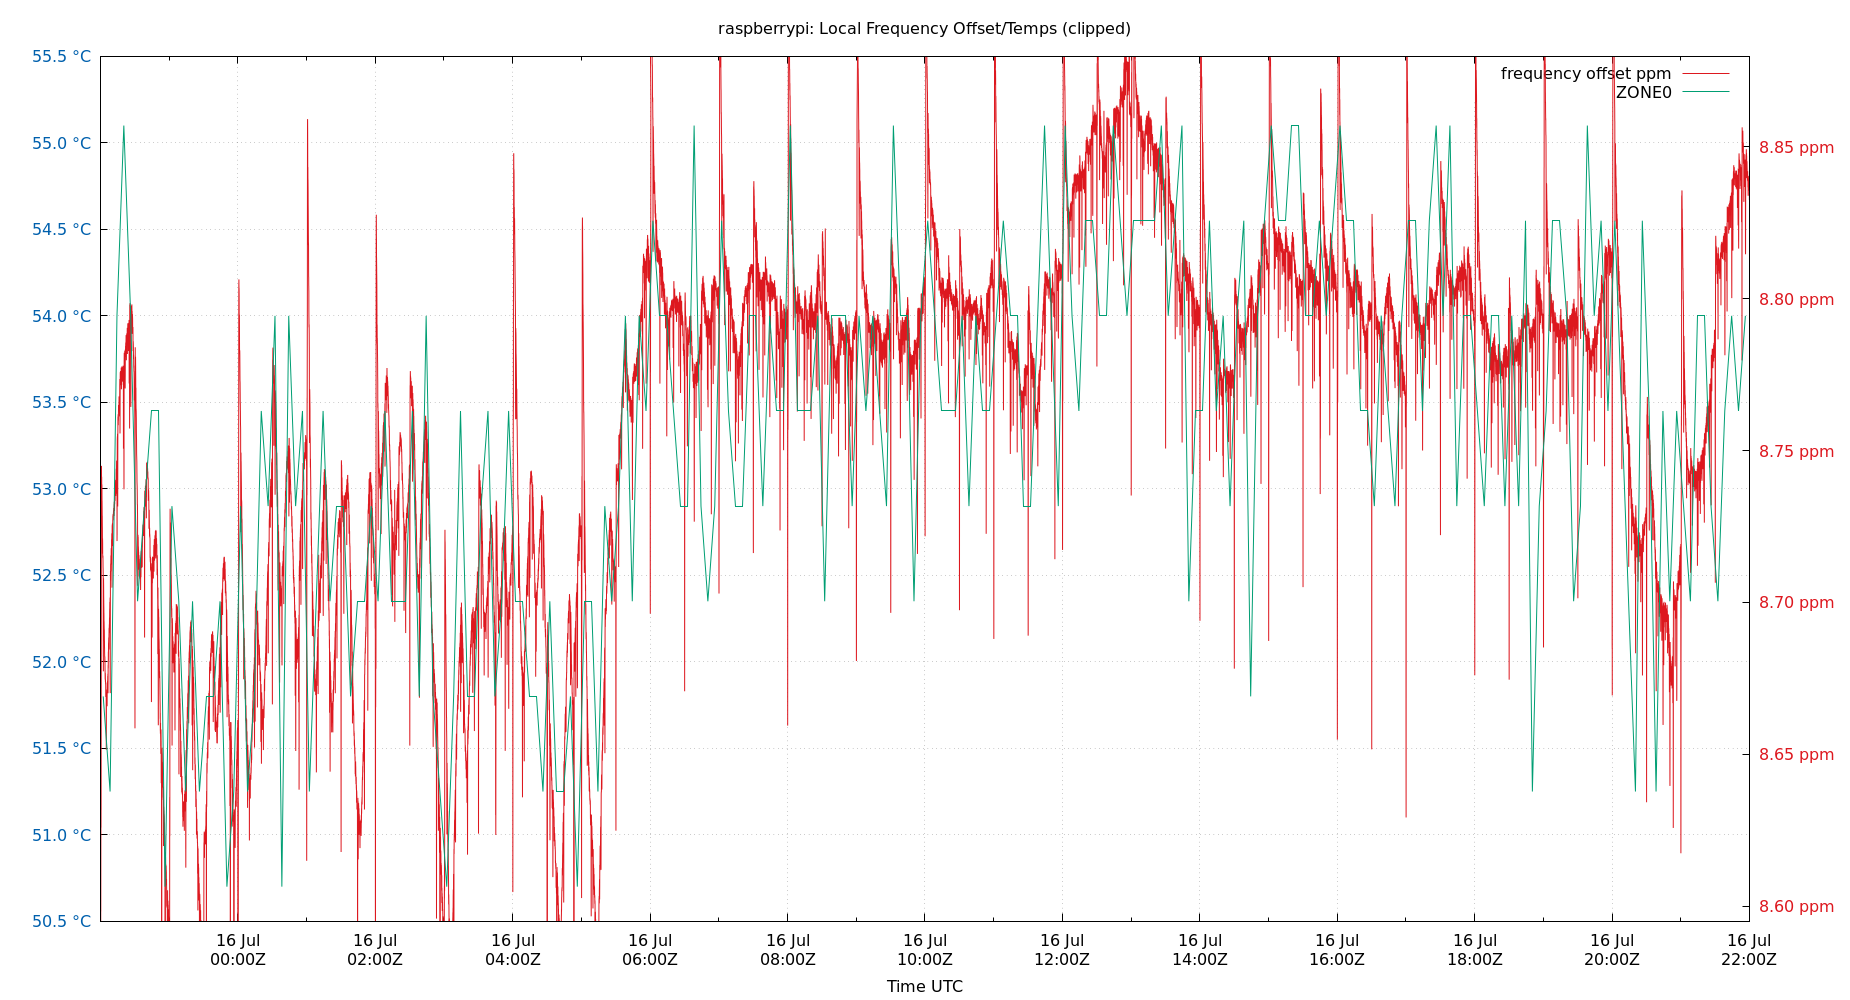 raspberrypi: Local Frequency Offset/Temps (clipped)
frequency offset ppm
ZONE0
55.5 °C
55.0 °C
54.5 °C
54.0 °C
53.5 °C
53.0 °C
52.5 °C
52.0 °C
51.5 °C
51.0 °C
50.5 °C
8.85 ppm
8.80 ppm
8.75 ppm
8.70 ppm
8.65 ppm
8.60 ppm
16 Jul 16 Jul 16 Jul 16 Jul 16 Jul 16 Jul 16 Jul 16 Jul 16 Jul 16 Jul 16 Jul 16 Jul
00:00Z 02:00Z 04:00Z 06:00Z 08:00Z 10:00Z 12:00Z 14:00Z 16:00Z 18:00Z 20:00Z 22:00Z
Time UTC